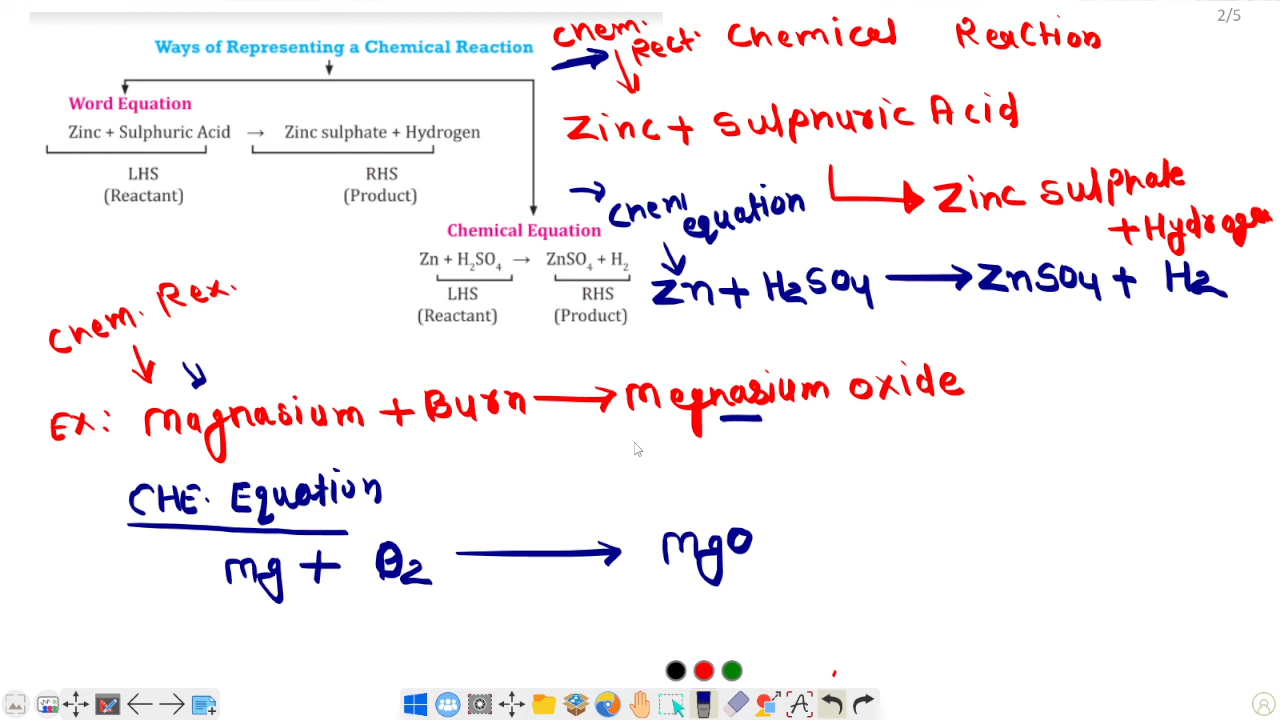 2/5
Ways of Representing a Chemical Reaction
Word Equation
Zinc + Sulphuric Acid → Zinc sulphate + Hydrogen
LHS RHS
(Reactant) (Product)
Chemical Equation
Zn + H₂SO₄ → ZnSO₄ + H₂
LHS RHS
(Reactant) (Product)
Chem. Rect. Chemical Reaction
Zinc + Sulphuric Acid
Zinc Sulphate
+ Hydrogen
Chem equation
Zn + H₂SO₄ → ZnSO₄ + H₂
Chem. Rex.
Ex: Magnasium + Burn → Megnasium oxide
CHE. Equation
Mg + O₂ → MgO